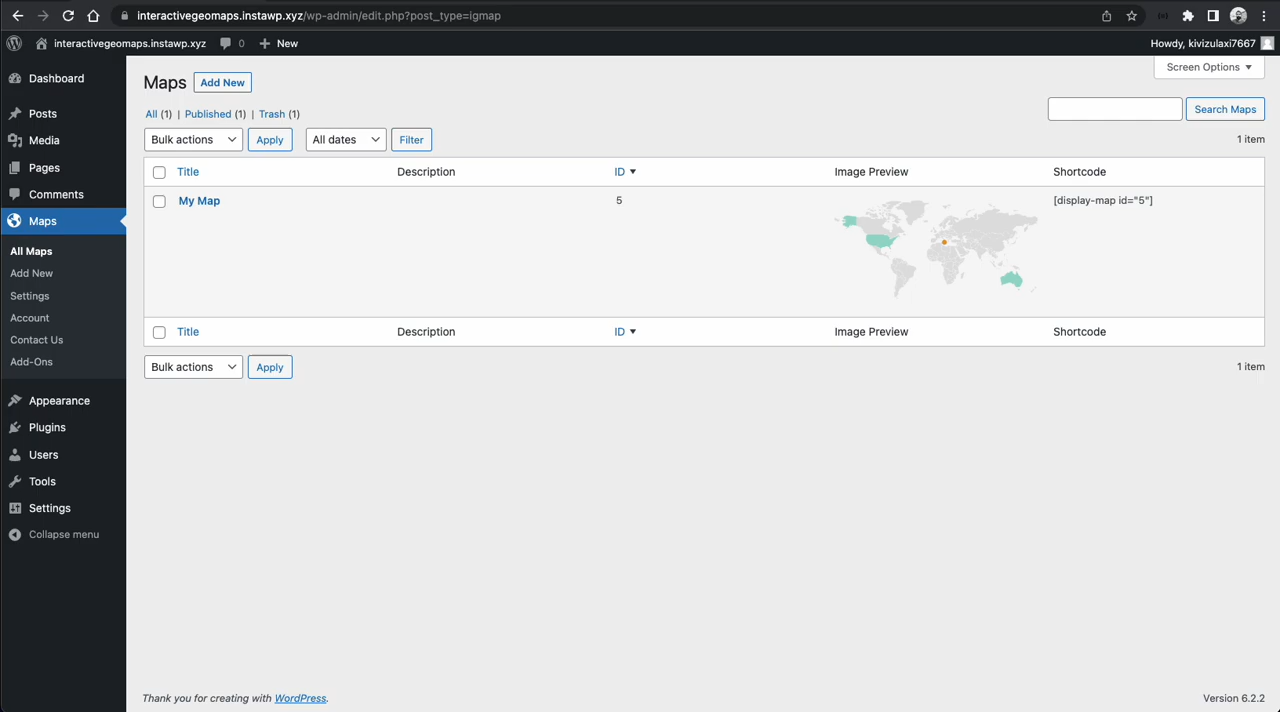 interactivegeomaps.instawp.xyz/wp-admin/edit.php?post_type=igmap
interactivegeomaps.instawp.xyz 0 New Howdy, kivizulaxi7667
Screen Options
Dashboard
Posts
Media
Pages
Comments
Maps
All Maps
Add New
Settings
Account
Contact Us
Add-Ons
Appearance
Plugins
Users
Tools
Settings
Collapse menu
Maps Add New
All (1) | Published (1) | Trash (1)
Search Maps
Bulk actions Apply All dates Filter 1 item
Title Description ID Image Preview Shortcode
My Map 5 [display-map id="5"]
Title Description ID Image Preview Shortcode
Bulk actions Apply 1 item
Thank you for creating with WordPress. Version 6.2.2